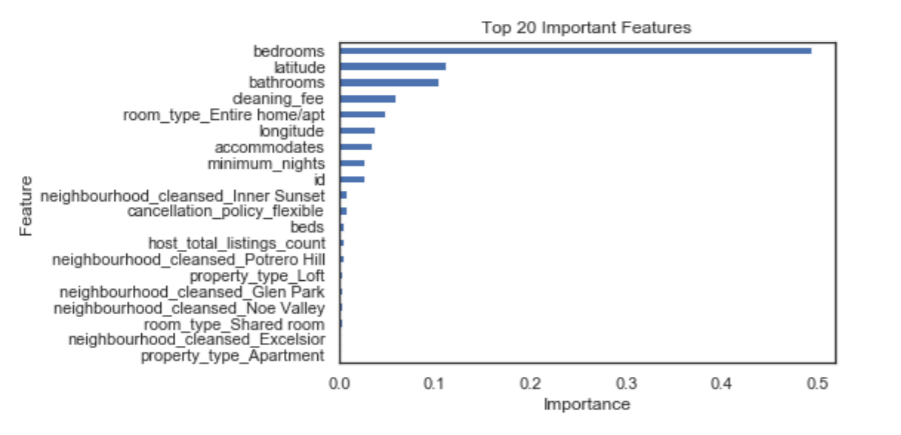 Top 20 Important Features
bedrooms
latitude
bathrooms
cleaning_fee
room_type_Entire home/apt
longitude
accommodates
minimum_nights
id
neighbourhood_cleansed_Inner Sunset
cancellation_policy_flexible
beds
host_total_listings_count
neighbourhood_cleansed_Potrero Hill
property_type_Loft
neighbourhood_cleansed_Glen Park
neighbourhood_cleansed_Noe Valley
room_type_Shared room
neighbourhood_cleansed_Excelsior
property_type_Apartment
Feature
0.0 0.1 0.2 0.3 0.4 0.5
Importance